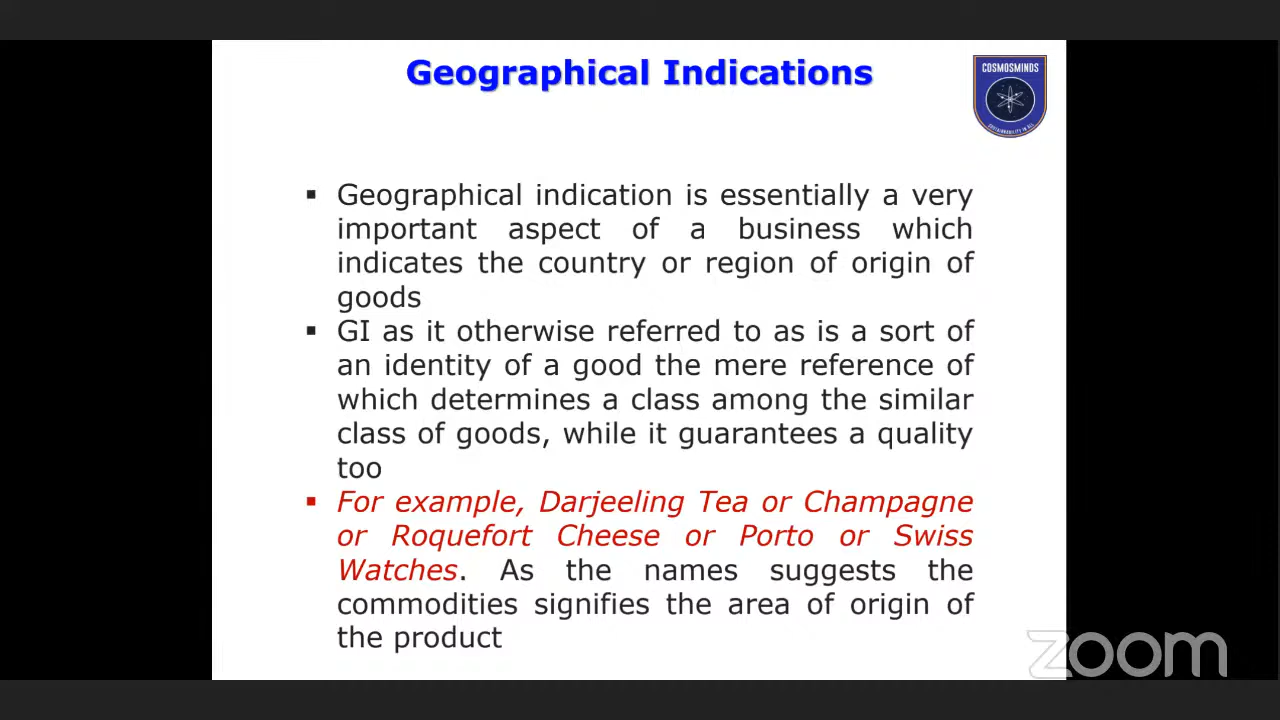 Geographical Indications
COSMOSMINDS
SUSTAINABILITY IN ALL
▪ Geographical indication is essentially a very
important aspect of a business which
indicates the country or region of origin of
goods
▪ GI as it otherwise referred to as is a sort of
an identity of a good the mere reference of
which determines a class among the similar
class of goods, while it guarantees a quality
too
▪ For example, Darjeeling Tea or Champagne
or Roquefort Cheese or Porto or Swiss
Watches. As the names suggests the
commodities signifies the area of origin of
the product
zoom